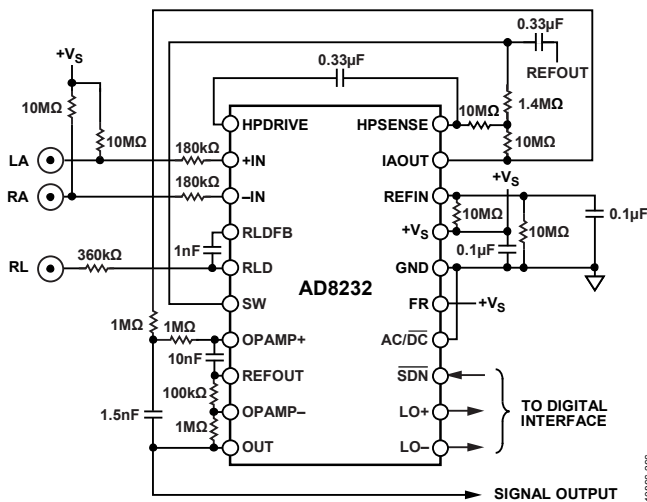 0.33µF
0.33µF
REFOUT
+VS
10MΩ
10MΩ
HPDRIVE
HPSENSE
10MΩ
1.4MΩ
10MΩ
LA
180kΩ
+IN
IAOUT
RA
180kΩ
–IN
REFIN
+VS
10MΩ
10MΩ
0.1µF
0.1µF
1nF
RLDFB
+VS
RL
360kΩ
RLD
GND
AD8232
SW
FR
+VS
1MΩ
1MΩ
OPAMP+
AC/DC
10nF
REFOUT
SDN
100kΩ
1.5nF
OPAMP–
LO+
TO DIGITAL
INTERFACE
1MΩ
OUT
LO–
SIGNAL OUTPUT